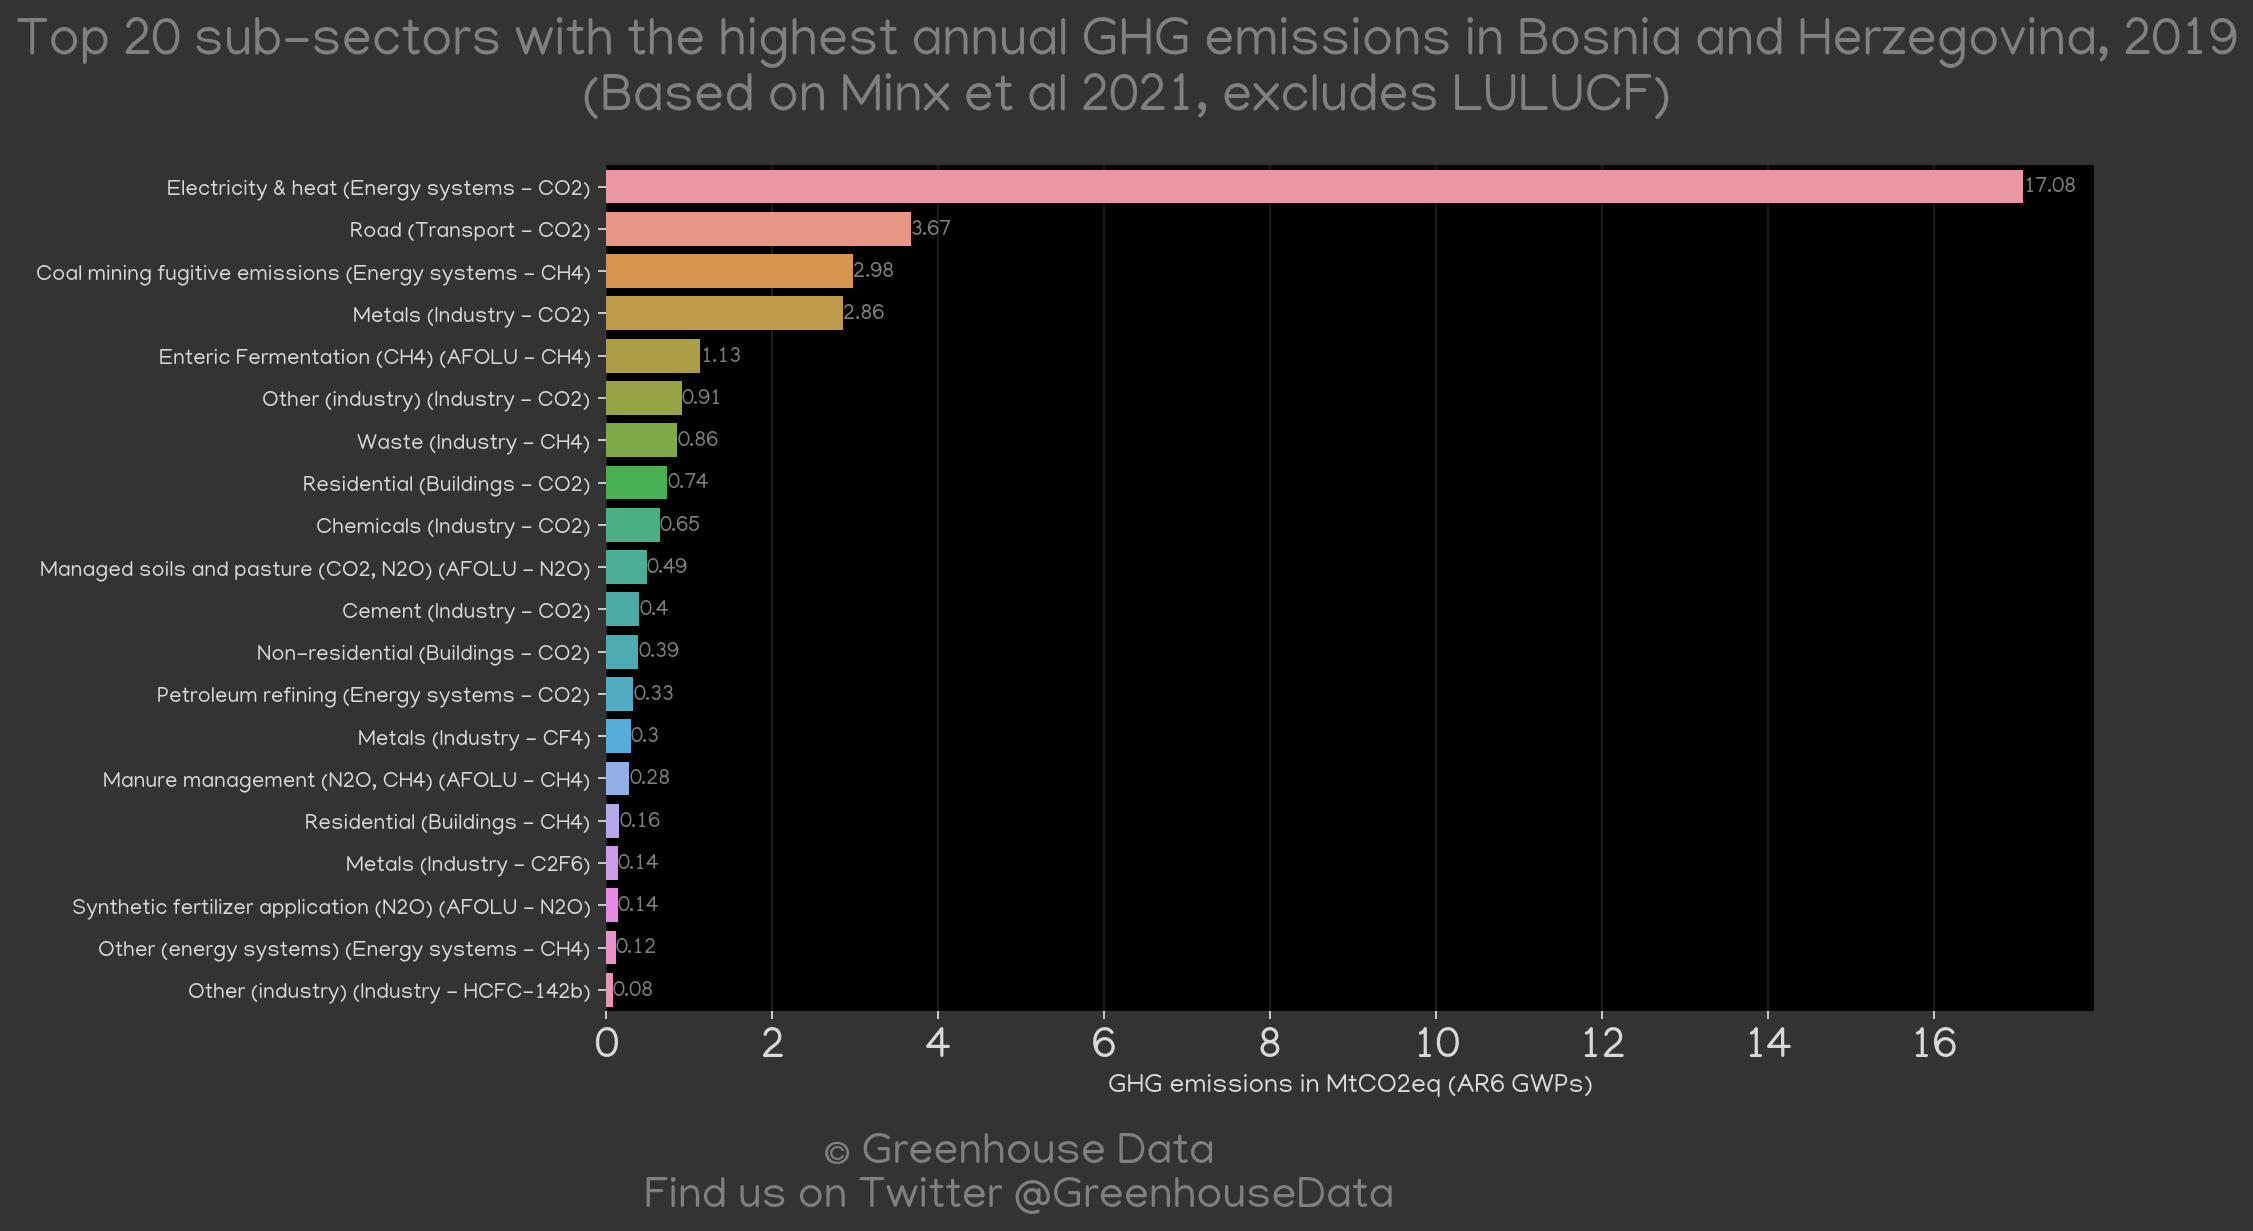 Top 20 sub-sectors with the highest annual GHG emissions in Bosnia and Herzegovina, 2019
(Based on Minx et al 2021, excludes LULUCF)
Electricity & heat (Energy systems - CO2) 17.08
Road (Transport - CO2) 3.67
Coal mining fugitive emissions (Energy systems - CH4) 2.98
Metals (Industry - CO2) 2.86
Enteric Fermentation (CH4) (AFOLU - CH4) 1.13
Other (industry) (Industry - CO2) 0.91
Waste (Industry - CH4) 0.86
Residential (Buildings - CO2) 0.74
Chemicals (Industry - CO2) 0.65
Managed soils and pasture (CO2, N2O) (AFOLU - N2O) 0.49
Cement (Industry - CO2) 0.4
Non-residential (Buildings - CO2) 0.39
Petroleum refining (Energy systems - CO2) 0.33
Metals (Industry - CF4) 0.3
Manure management (N2O, CH4) (AFOLU - CH4) 0.28
Residential (Buildings - CH4) 0.16
Metals (Industry - C2F6) 0.14
Synthetic fertilizer application (N2O) (AFOLU - N2O) 0.14
Other (energy systems) (Energy systems - CH4) 0.12
Other (industry) (Industry - HCFC-142b) 0.08
0 2 4 6 8 10 12 14 16
GHG emissions in MtCO2eq (AR6 GWPs)
© Greenhouse Data
Find us on Twitter @GreenhouseData